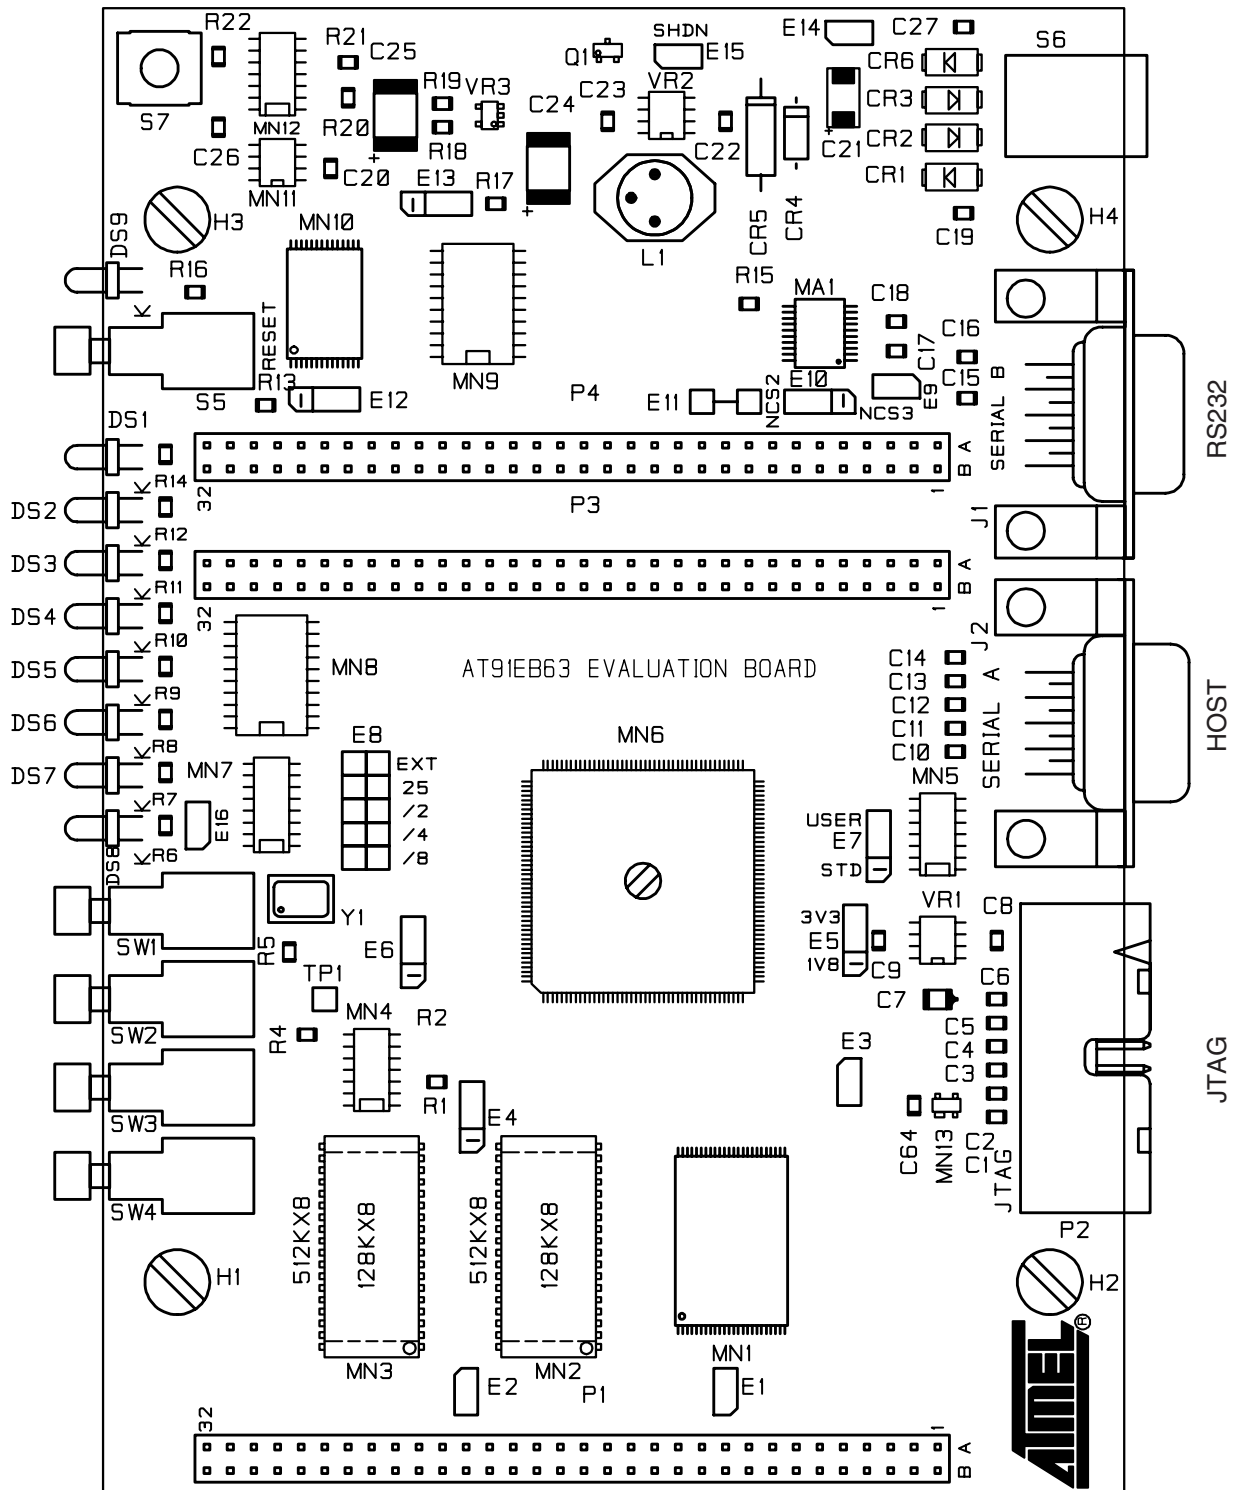 R22
R21
C25
Q1
SHDN
E15
E14
C27
S6
CR6
CR3
CR2
CR1
S7
MN12
R20
R19
VR3
R18
C24
C23
VR2
C22
C21
+
C26
MN11
C20
+
E13
R17
+
CR5
CR4
C19
H3
MN10
L1
H4
DS9
R16
K
RESET
R15
MA1
C18
C17
C16
C15
S5
R13
E12
MN9
P4
E11
NCS2
E10
NCS3
E9
SERIAL B
RS232
DS1
A
B
32
1
K R14
DS2
P3
J1
K R12
DS3
A
B
32
1
K R11
DS4
J2
K R10
DS5
MN8
AT91EB63 EVALUATION BOARD
C14
C13
C12
C11
C10
SERIAL A
HOST
K R9
DS6
K R8
DS7
MN7
E8
EXT
25
/2
/4
/8
MN6
MN5
K R7
E16
USER
E7
STD
DS8
K R6
Y1
SW1
R5
E6
3V3
E5
1V8
C9
VR1
C8
TP1
C7
C6
C5
C4
C3
SW2
R4
MN4
R2
E3
JTAG
R1
E4
SW3
C64
MN13
C2
C1
JTAG
SW4
512KX8
128KX8
512KX8
128KX8
P2
H1
H2
MN3
MN2
MN1
E2
P1
E1
ATMEL®
32
1
A
B